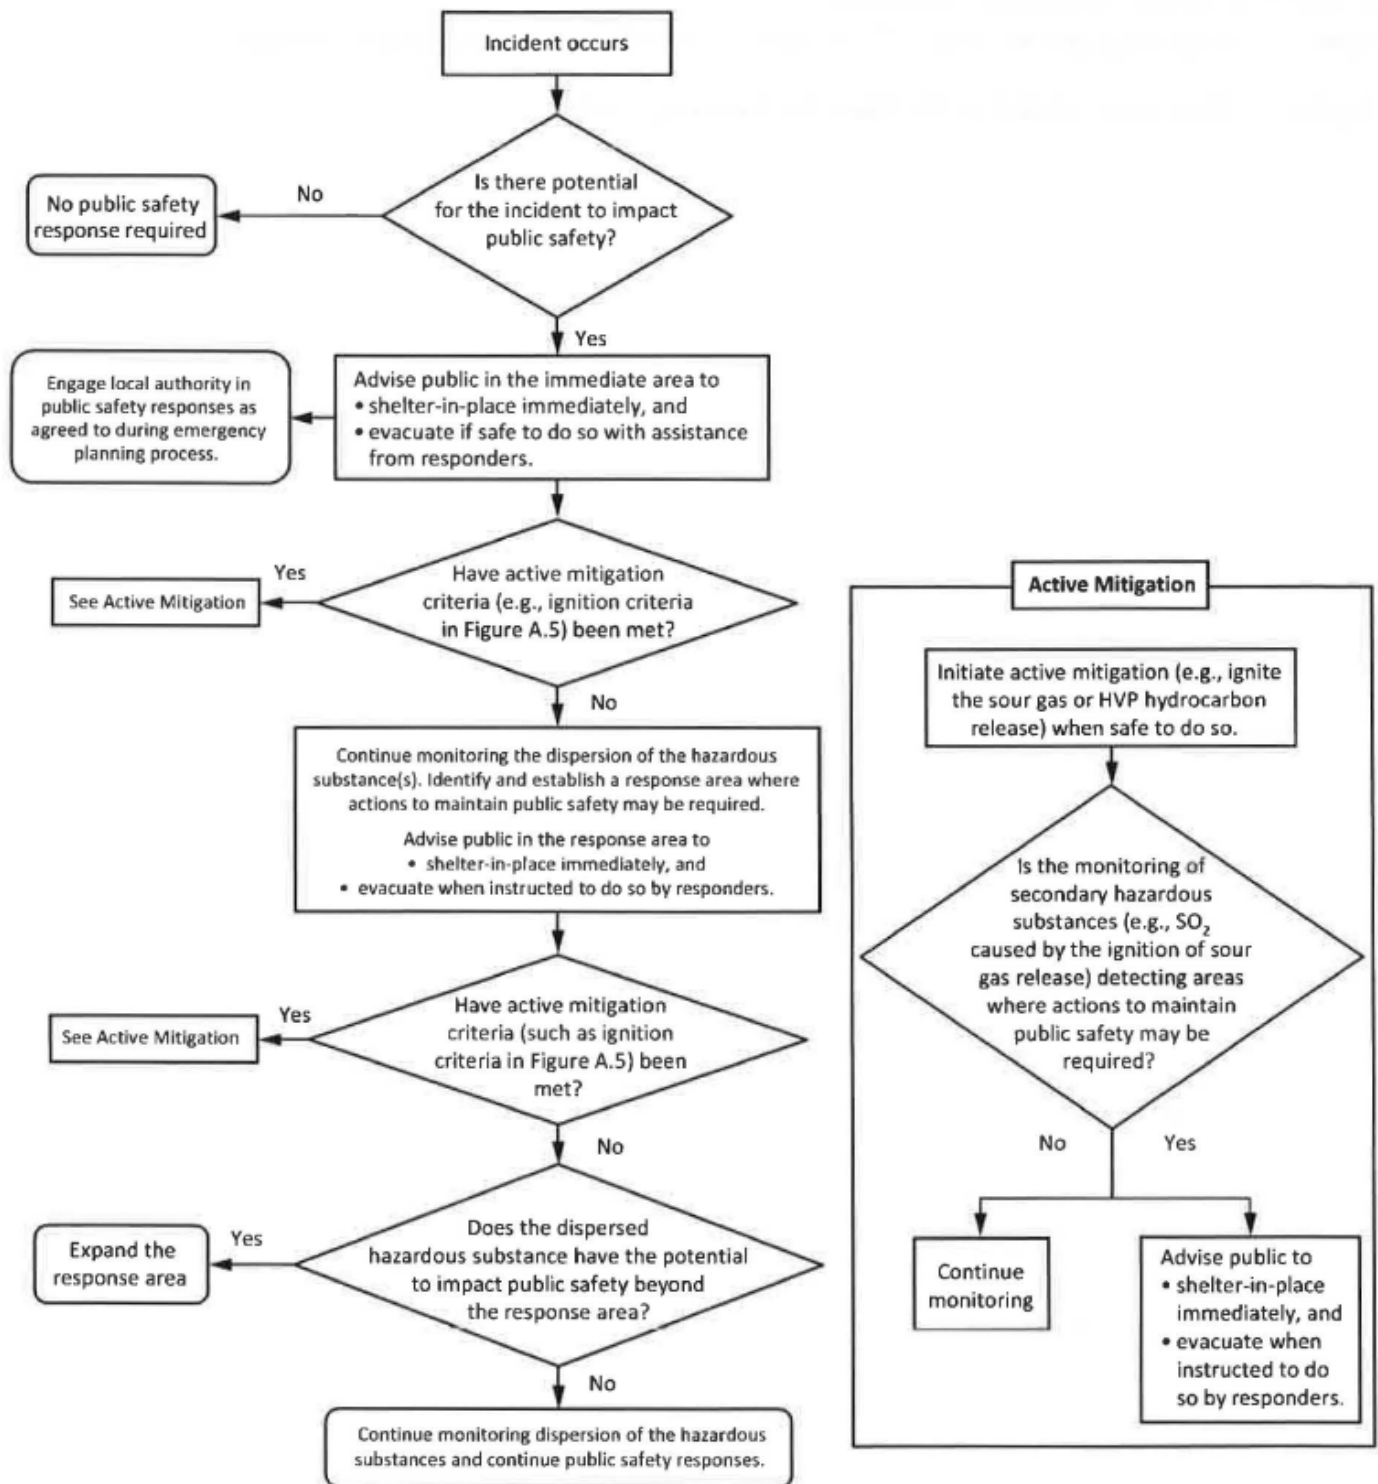 Incident occurs
Is there potential
for the incident to impact
public safety?
No
No public safety
response required
Yes
Advise public in the immediate area to
• shelter-in-place immediately, and
• evacuate if safe to do so with assistance
from responders.
Engage local authority in
public safety responses as
agreed to during emergency
planning process.
Have active mitigation
criteria (e.g., ignition criteria
in Figure A.5) been met?
Yes
See Active Mitigation
No
Continue monitoring the dispersion of the hazardous
substance(s). Identify and establish a response area where
actions to maintain public safety may be required.
Advise public in the response area to
• shelter-in-place immediately, and
• evacuate when instructed to do so by responders.
Have active mitigation
criteria (such as ignition
criteria in Figure A.5) been
met?
Yes
See Active Mitigation
No
Does the dispersed
hazardous substance have the potential
to impact public safety beyond
the response area?
Yes
Expand the
response area
No
Continue monitoring dispersion of the hazardous
substances and continue public safety responses.
Active Mitigation
Initiate active mitigation (e.g., ignite
the sour gas or HVP hydrocarbon
release) when safe to do so.
Is the monitoring of
secondary hazardous
substances (e.g., SO₂
caused by the ignition of sour
gas release) detecting areas
where actions to maintain
public safety may be
required?
No
Yes
Continue
monitoring
Advise public to
• shelter-in-place
immediately, and
• evacuate when
instructed to do
so by responders.